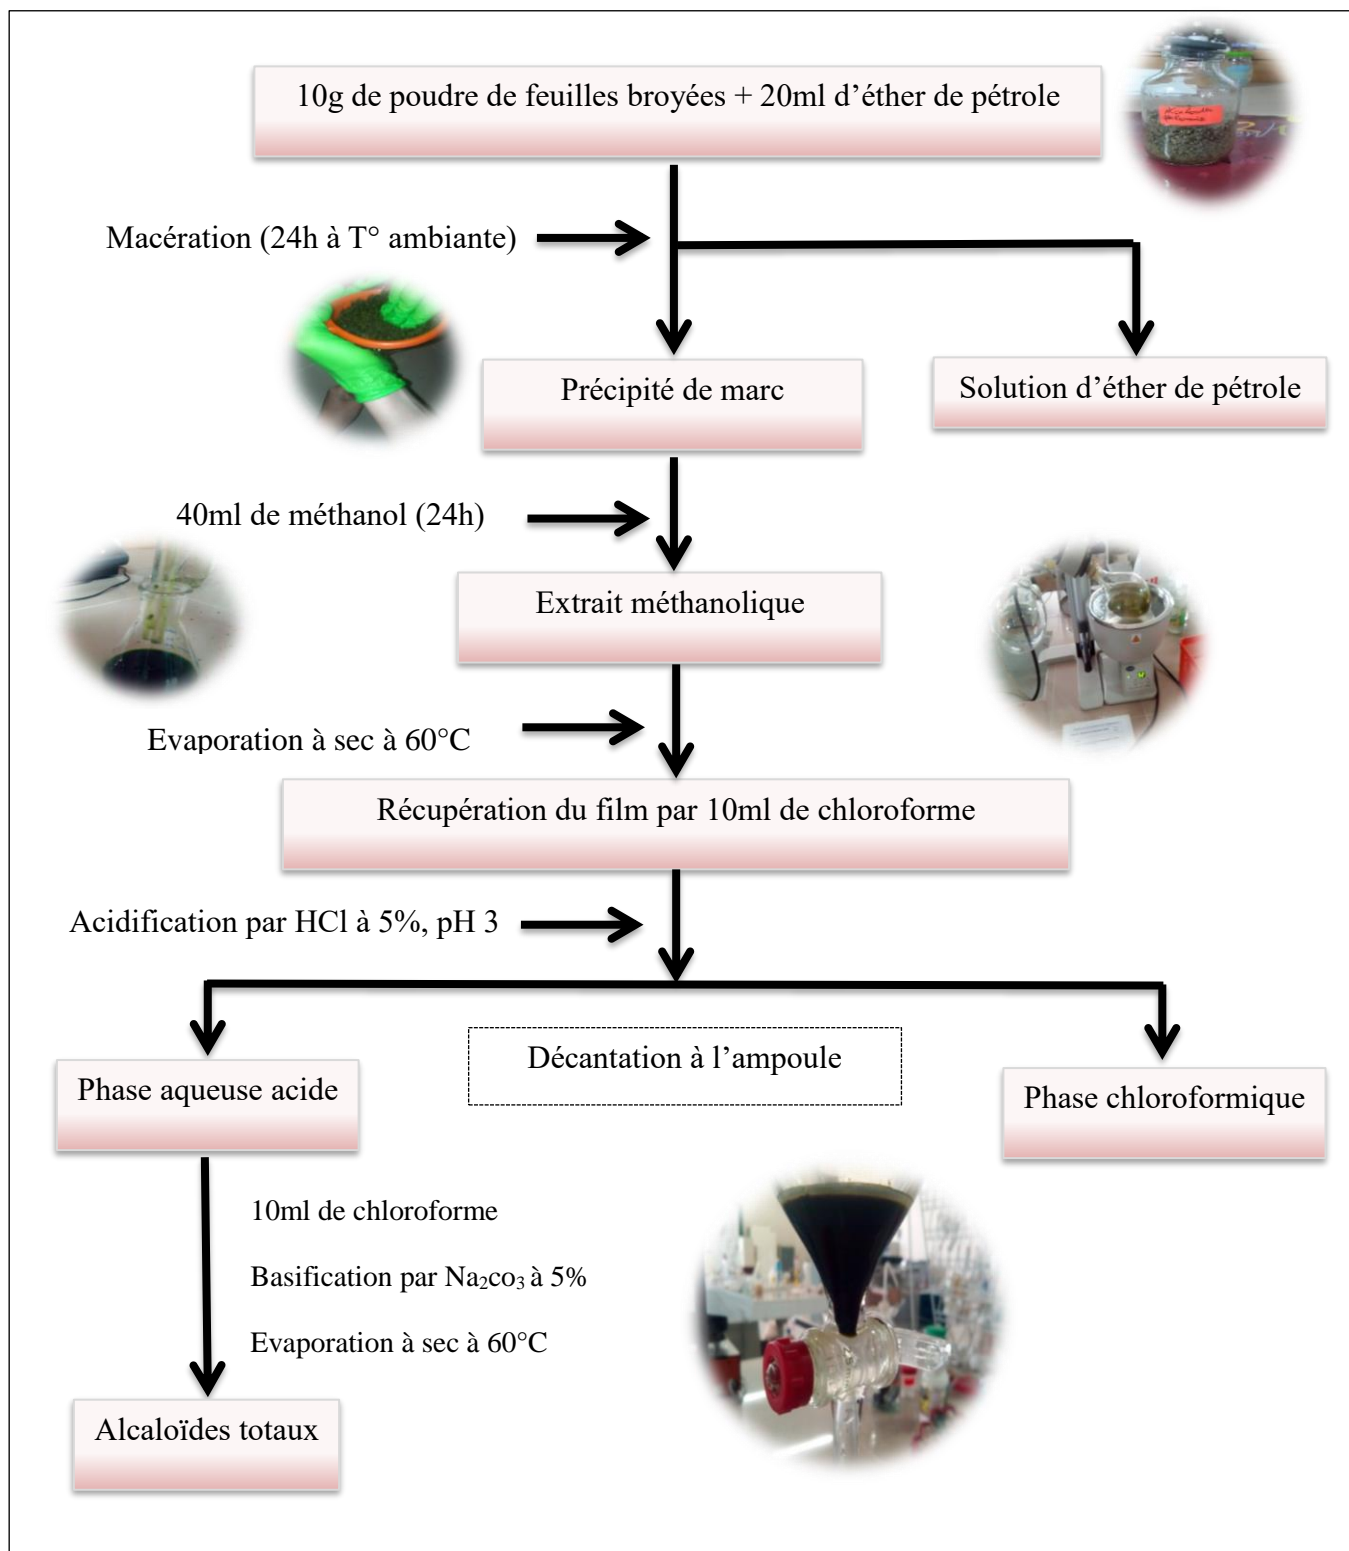 10g de poudre de feuilles broyées + 20ml d’éther de pétrole
Macération (24h à T° ambiante)
Précipité de marc
Solution d’éther de pétrole
40ml de méthanol (24h)
Extrait méthanolique
Evaporation à sec à 60°C
Récupération du film par 10ml de chloroforme
Acidification par HCl à 5%, pH 3
Décantation à l’ampoule
Phase aqueuse acide
Phase chloroformique
10ml de chloroforme
Basification par Na₂co₃ à 5%
Evaporation à sec à 60°C
Alcaloïdes totaux